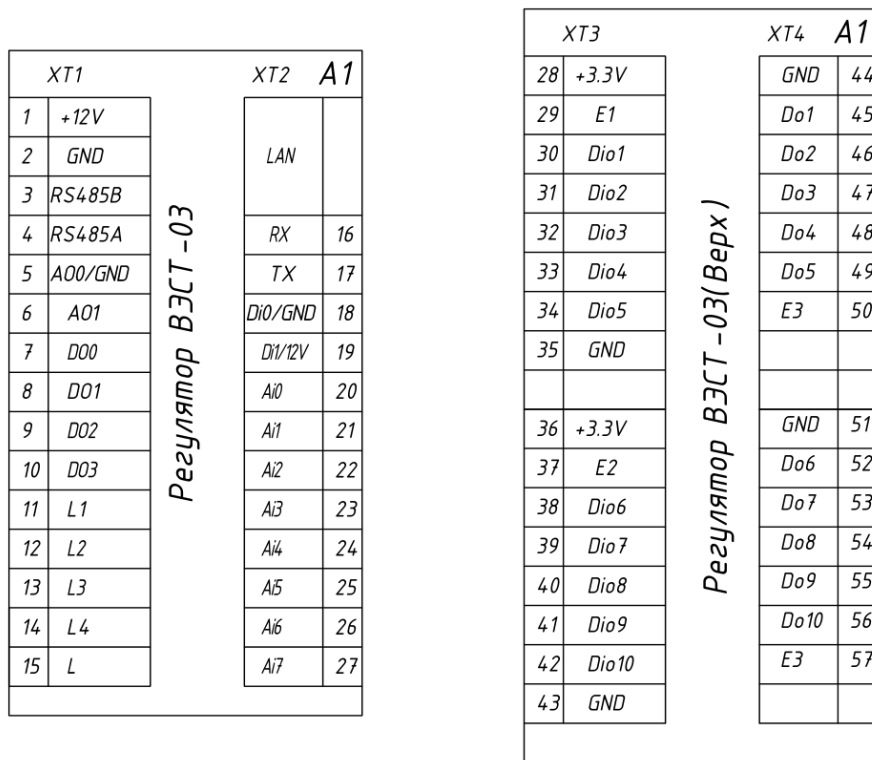 XT1 XT2 A1
1 +12V
2 GND LAN
3 RS485B
4 RS485A RX 16
5 AO0/GND TX 17
6 AO1 Di0/GND 18
7 DO0 Di1/12V 19
8 DO1 Ai0 20
9 DO2 Ai1 21
10 DO3 Ai2 22
11 L1 Ai3 23
12 L2 Ai4 24
13 L3 Ai5 25
14 L4 Ai6 26
15 L Ai7 27
Регулятор ВЭСТ-03
XT3 XT4 A1
28 +3.3V GND 44
29 E1 Do1 45
30 Dio1 Do2 46
31 Dio2 Do3 47
32 Dio3 Do4 48
33 Dio4 Do5 49
34 Dio5 E3 50
35 GND
36 +3.3V GND 51
37 E2 Do6 52
38 Dio6 Do7 53
39 Dio7 Do8 54
40 Dio8 Do9 55
41 Dio9 Do10 56
42 Dio10 E3 57
43 GND
Регулятор ВЭСТ-03(Верх)